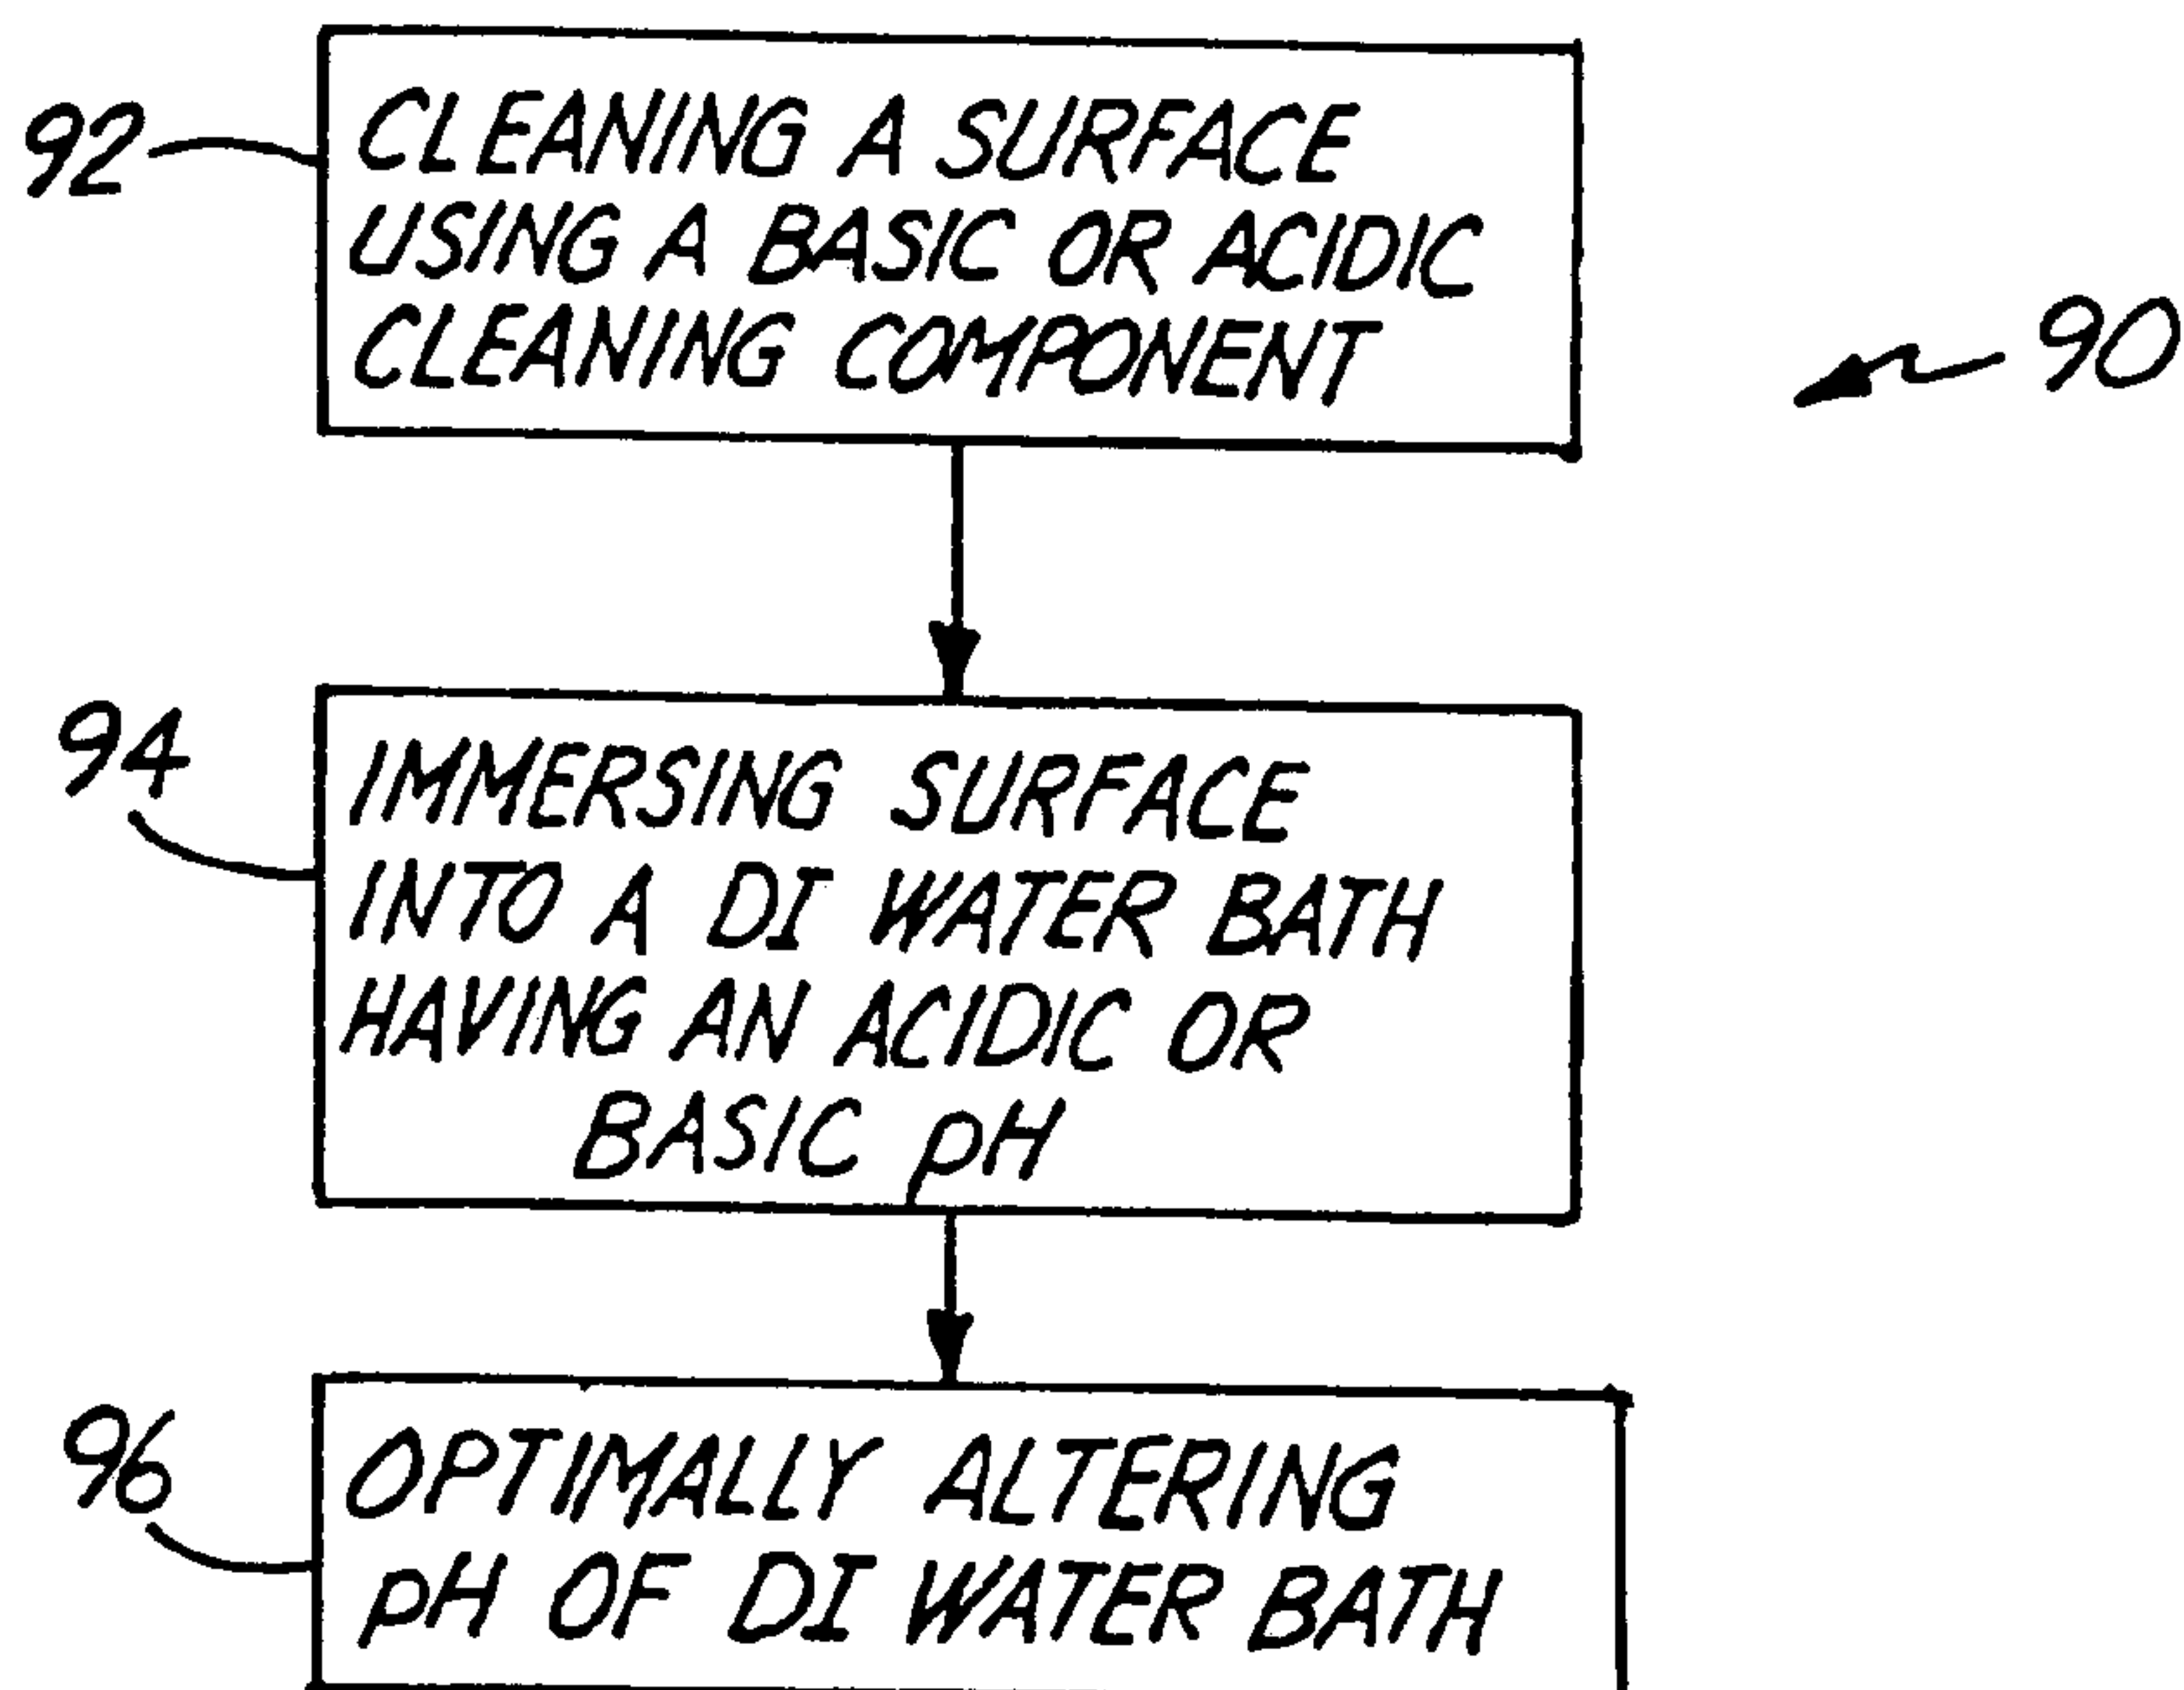 92
CLEANING A SURFACE
USING A BASIC OR ACIDIC
CLEANING COMPONENT
90
94
IMMERSING SURFACE
INTO A DI WATER BATH
HAVING AN ACIDIC OR
BASIC pH
96
OPTIMALLY ALTERING
pH OF DI WATER BATH